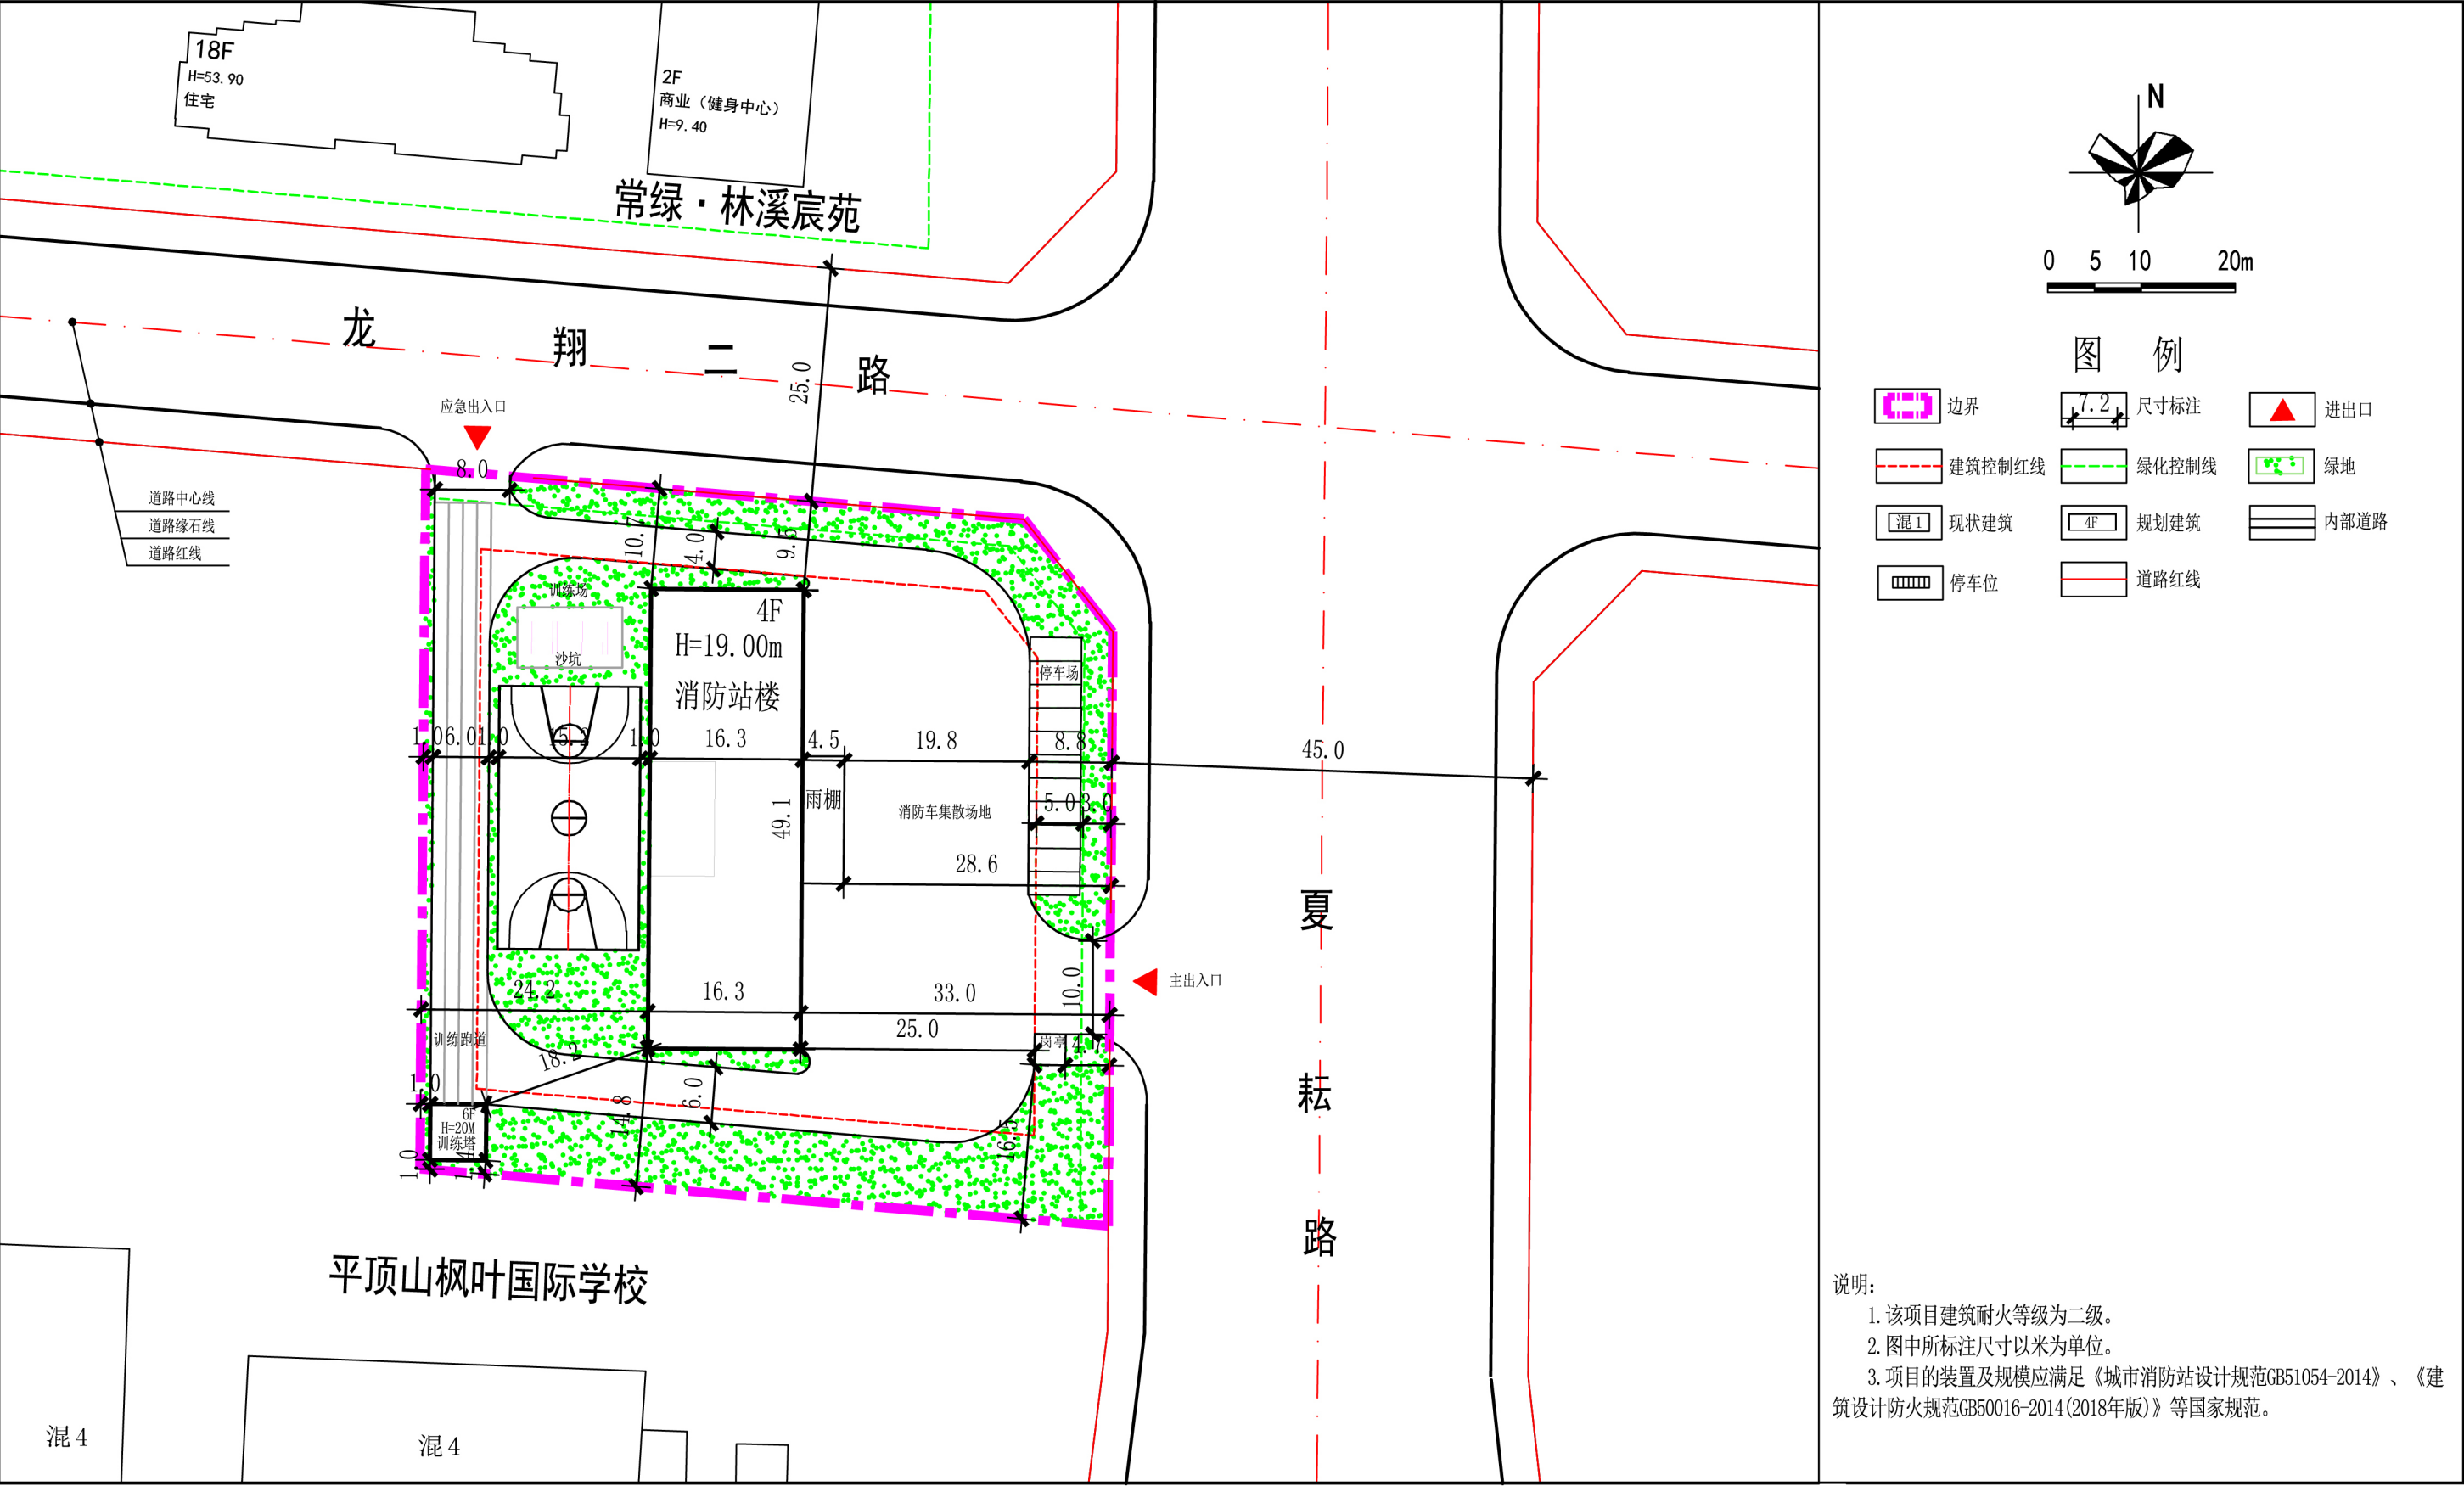 18F
H=53.90
住宅
2F
商业（健身中心）
H=9.40
常绿·林溪宸苑
龙翔二路
25.0
应急出入口
8.0
道路中心线
道路缘石线
道路红线
10.7
4.0
9.5
训练场
沙坑
4F
H=19.00m
消防站楼
停车场
1.0
6.0
1.0
15.2
1.0
16.3
4.5
19.8
8.8
45.0
49.1
雨棚
消防车集散场地
5.0
3.0
28.6
夏耘路
24.2
16.3
33.0
10.0
主出入口
25.0
训练跑道
18.2
岗亭
4.7
1.0
6F
H=20M
训练塔
1.0
14.8
6.0
16.5
平顶山枫叶国际学校
混4
混4
N
0 5 10 20m
图例
边界
7.2
尺寸标注
进出口
建筑控制红线
绿化控制线
绿地
混1
现状建筑
4F
规划建筑
内部道路
停车位
道路红线
说明：
1.该项目建筑耐火等级为二级。
2.图中所标注尺寸以米为单位。
3.项目的装置及规模应满足《城市消防站设计规范GB51054-2014》、《建
筑设计防火规范GB50016-2014(2018年版)》等国家规范。